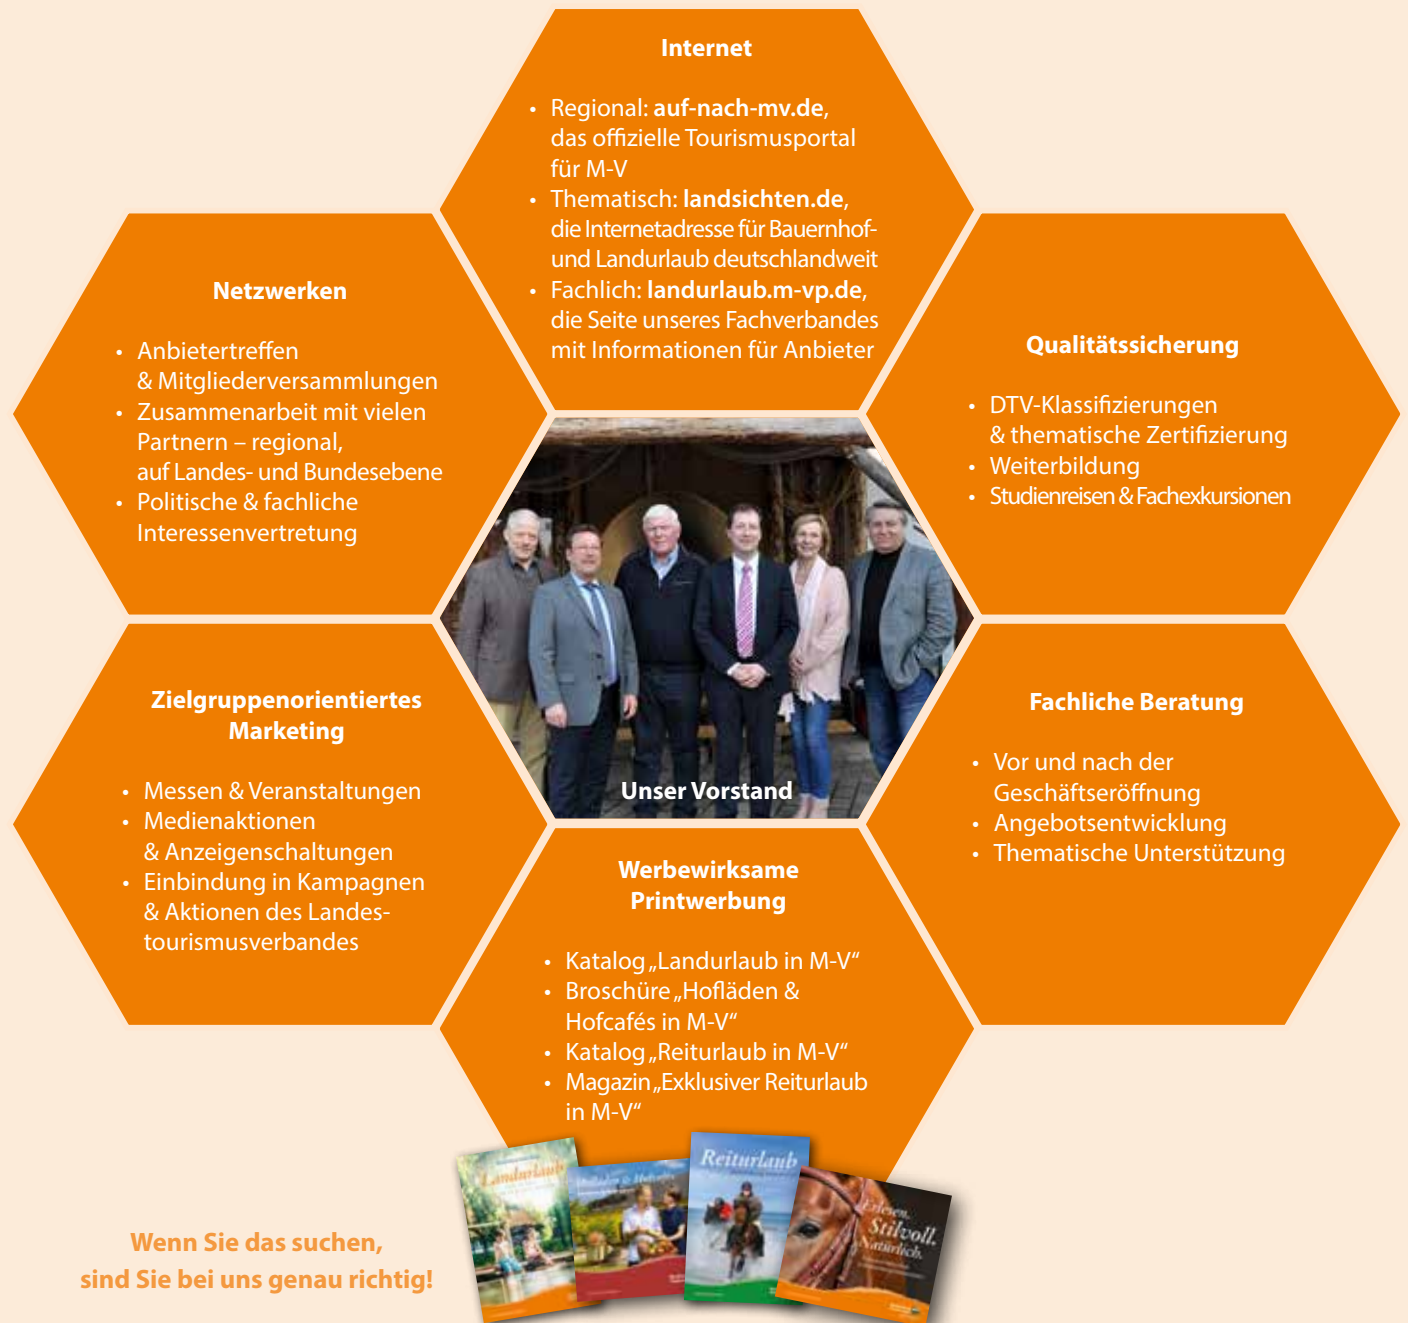 Internet
• Regional: auf-nach-mv.de,
das offizielle Tourismusportal
für M-V
• Thematisch: landsichten.de,
die Internetadresse für Bauernhof-
und Landurlaub deutschlandweit
• Fachlich: landurlaub.m-vp.de,
die Seite unseres Fachverbandes
mit Informationen für Anbieter
Netzwerken
• Anbietertreffen
& Mitgliederversammlungen
• Zusammenarbeit mit vielen
Partnern – regional,
auf Landes- und Bundesebene
• Politische & fachliche
Interessenvertretung
Qualitätssicherung
• DTV-Klassifizierungen
& thematische Zertifizierung
• Weiterbildung
• Studienreisen & Fachexkursionen
Unser Vorstand
Zielgruppenorientiertes
Marketing
• Messen & Veranstaltungen
• Medienaktionen
& Anzeigenschaltungen
• Einbindung in Kampagnen
& Aktionen des Landes-
tourismusverbandes
Fachliche Beratung
• Vor und nach der
Geschäftseröffnung
• Angebotsentwicklung
• Thematische Unterstützung
Werbewirksame
Printwerbung
• Katalog „Landurlaub in M-V“
• Broschüre „Hofläden &
Hofcafés in M-V“
• Katalog „Reiturlaub in M-V“
• Magazin „Exklusiver Reiturlaub
in M-V“
Landurlaub
Hofläden & Hofcafés
Reiturlaub
Erlesen.
Stilvoll.
Natürlich.
Wenn Sie das suchen,
sind Sie bei uns genau richtig!